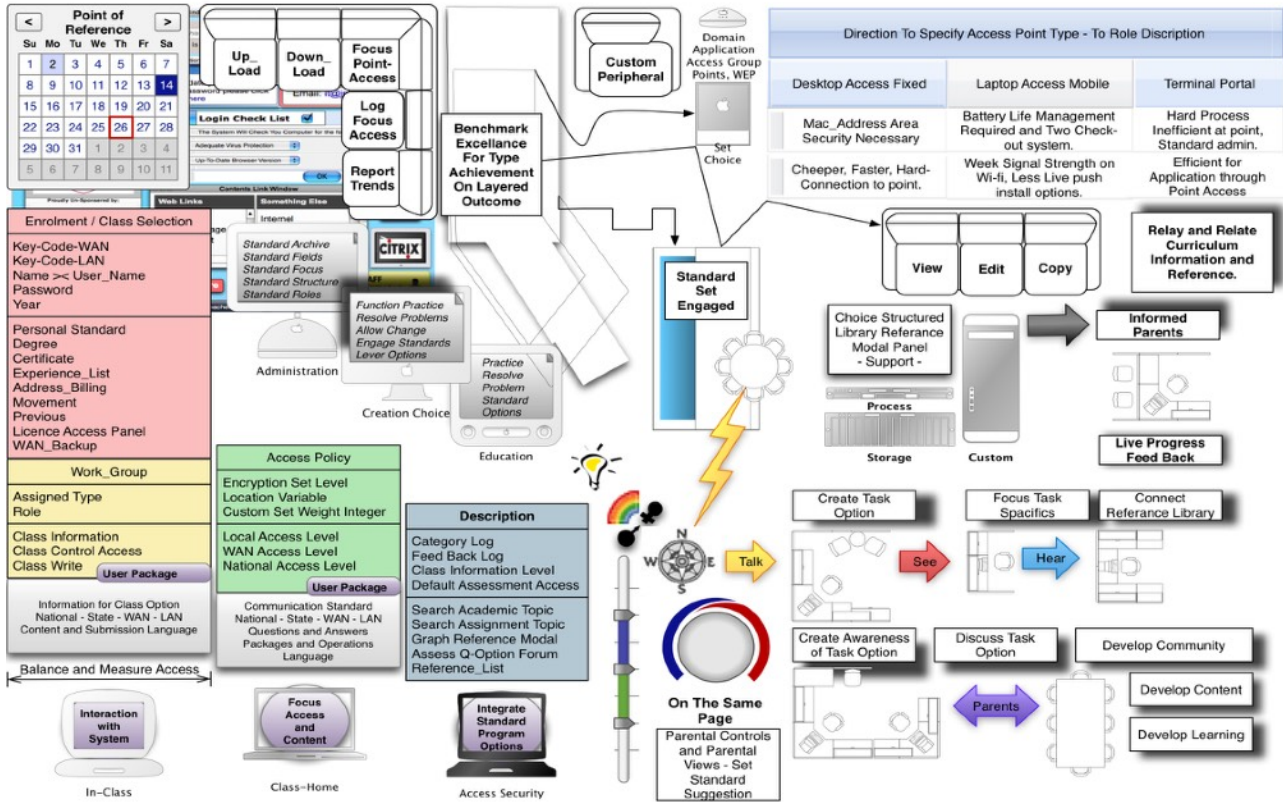 Point of
Reference
<
>
Su Mo Tu We Th Fr Sa
1 2 3 4 5 6 7
8 9 10 11 12 13 14
15 16 17 18 19 20 21
22 23 24 25 26 27 28
29 30 31 1 2 3 4
5 6 7 8 9 10 11
password please click
here
Email:
Login Check List
The System Will Check You Computer for the
Adequate Virus Protection
Up-To-Date Browser Version
OK
Contents Link Window
Proudly Un-Sponsored by:
Web Links
Something Else
Internet
CITRIX
Up_
Load
Down_
Load
Focus
Point-
Access
Log
Focus
Access
Report
Trends
Benchmark
Excellance
For Type
Achievement
On Layered
Outcome
Custom
Peripheral
Domain
Application
Access Group
Points, WEP
Set
Choice
Direction To Specify Access Point Type - To Role Discription
Desktop Access Fixed
Laptop Access Mobile
Terminal Portal
Mac_Address Area
Security Necessary
Battery Life Management
Required and Two Check-
out system.
Hard Process
Inefficient at point,
Standard admin.
Cheeper, Faster, Hard-
Connection to point.
Week Signal Strength on
Wi-fi, Less Live push
install options.
Efficient for
Application through
Point Access
Enrolment / Class Selection
Key-Code-WAN
Key-Code-LAN
Name >< User_Name
Password
Year
Personal Standard
Degree
Certificate
Experience_List
Address_Billing
Movement
Previous
Licence Access Panel
WAN_Backup
Work_Group
Assigned Type
Role
Class Information
Class Control Access
Class Write
User Package
Information for Class Option
National - State - WAN - LAN
Content and Submission Language
Balance and Measure Access
Standard Archive
Standard Fields
Standard Focus
Standard Structure
Standard Roles
Administration
Function Practice
Resolve Problems
Allow Change
Engage Standards
Lever Options
Creation Choice
Practice
Resolve
Problem
Standard
Options
Education
Standard
Set
Engaged
View
Edit
Copy
Relay and Relate
Curriculum
Information and
Reference.
Choice Structured
Library Referance
Modal Panel
- Support -
Process
Storage
Custom
Informed
Parents
Live Progress
Feed Back
Access Policy
Encryption Set Level
Location Variable
Custom Set Weight Integer
Local Access Level
WAN Access Level
National Access Level
User Package
Communication Standard
National - State - WAN - LAN
Questions and Answers
Packages and Operations
Language
Description
Category Log
Feed Back Log
Class Information Level
Default Assessment Access
Search Academic Topic
Search Assignment Topic
Graph Reference Modal
Assess Q-Option Forum
Reference_List
N
W E
S
Talk
Create Task
Option
See
Focus Task
Spacifics
Hear
Connect
Referance Library
Create Awareness
of Task Option
Discuss Task
Option
Parents
Develop Community
Develop Content
Develop Learning
On The Same
Page
Parental Controls
and Parental
Views - Set
Standard
Suggestion
Interaction
with
System
In-Class
Focus
Access
and
Content
Class-Home
Integrate
Standard
Program
Options
Access Security